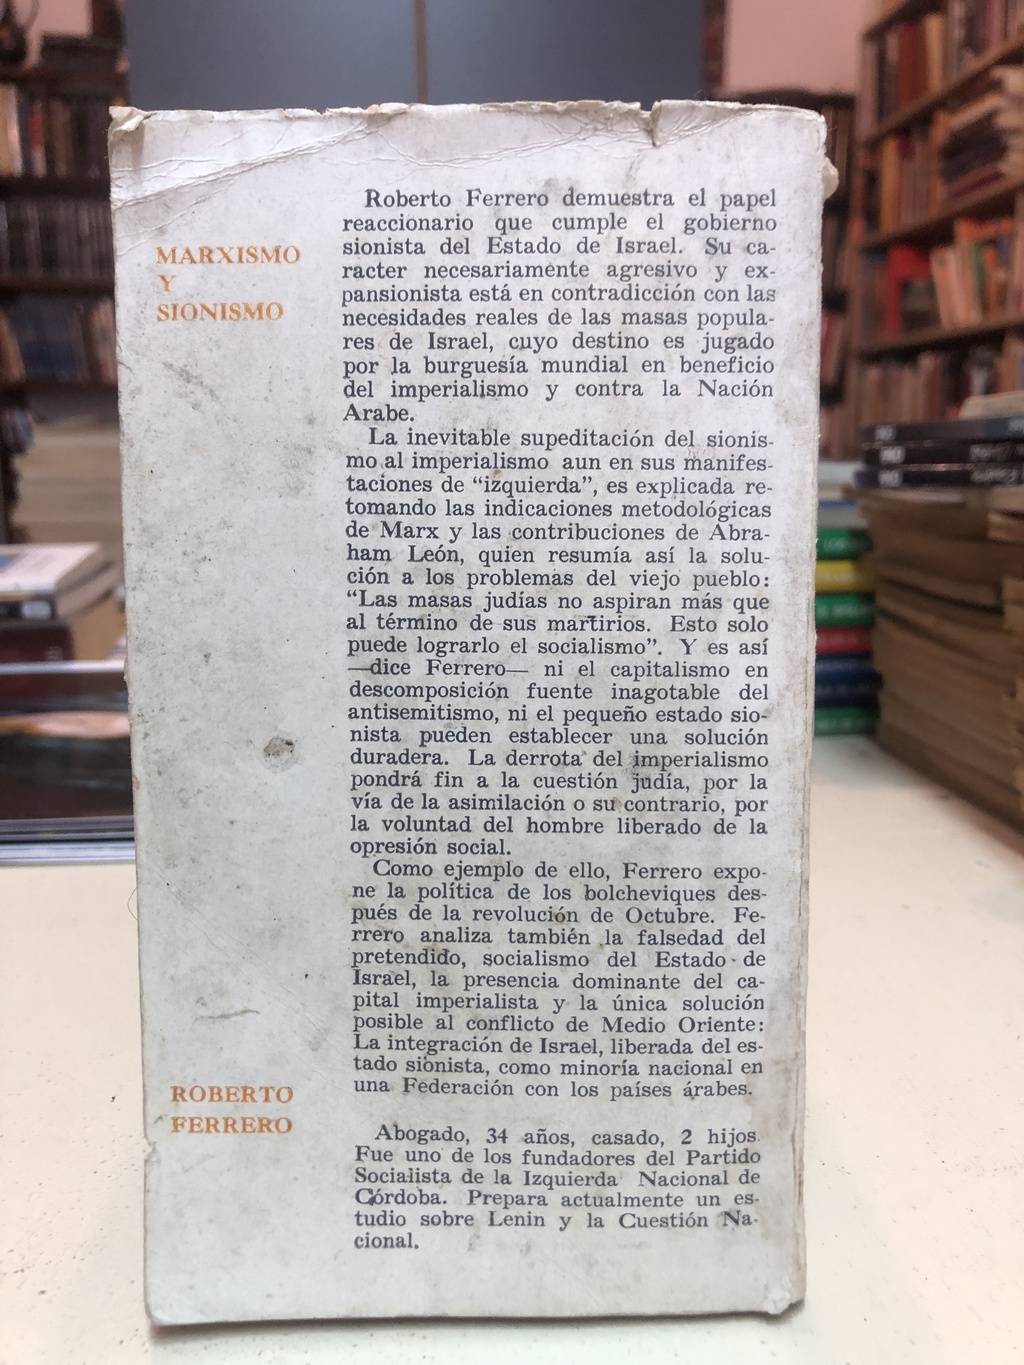 MARXISMO
Y
SIONISMO
Roberto Ferrero demuestra el papel
reaccionario que cumple el gobierno
sionista del Estado de Israel. Su ca-
racter necesariamente agresivo y ex-
pansionista está en contradicción con las
necesidades reales de las masas popula-
res de Israel, cuyo destino es jugado
por la burguesía mundial en beneficio
del imperialismo y contra la Nación
Arabe.
La inevitable supeditación del sionis-
mo al imperialismo aun en sus manifes-
taciones de "izquierda", es explicada re-
tomando las indicaciones metodológicas
de Marx y las contribuciones de Abra-
ham León, quien resumía así la solu-
ción a los problemas del viejo pueblo:
"Las masas judías no aspiran más que
al término de sus martirios. Esto solo
puede lograrlo el socialismo". Y es así
—dice Ferrero— ni el capitalismo en
descomposición fuente inagotable del
antisemitismo, ni el pequeño estado sio-
nista pueden establecer una solución
duradera. La derrota del imperialismo
pondrá fin a la cuestión judía, por la
vía de la asimilación o su contrario, por
la voluntad del hombre liberado de la
opresión social.
Como ejemplo de ello, Ferrero expo-
ne la política de los bolcheviques des-
pués de la revolución de Octubre. Fe-
rrero analiza también la falsedad del
pretendido, socialismo del Estado de
Israel, la presencia dominante del ca-
pital imperialista y la única solución
posible al conflicto de Medio Oriente:
La integración de Israel, liberada del es-
tado sionista, como minoría nacional en
una Federación con los países árabes.
ROBERTO
FERRERO
Abogado, 34 años, casado, 2 hijos.
Fue uno de los fundadores del Partido
Socialista de la Izquierda Nacional de
Córdoba. Prepara actualmente un es-
tudio sobre Lenin y la Cuestión Na-
cional.